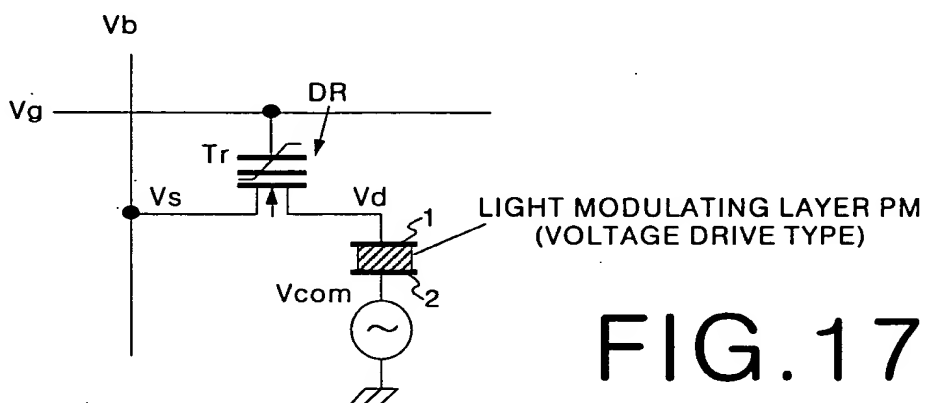 Vb
Vg
DR
Tr
Vs
Vd
1
LIGHT MODULATING LAYER PM
(VOLTAGE DRIVE TYPE)
2
Vcom
~
FIG.17